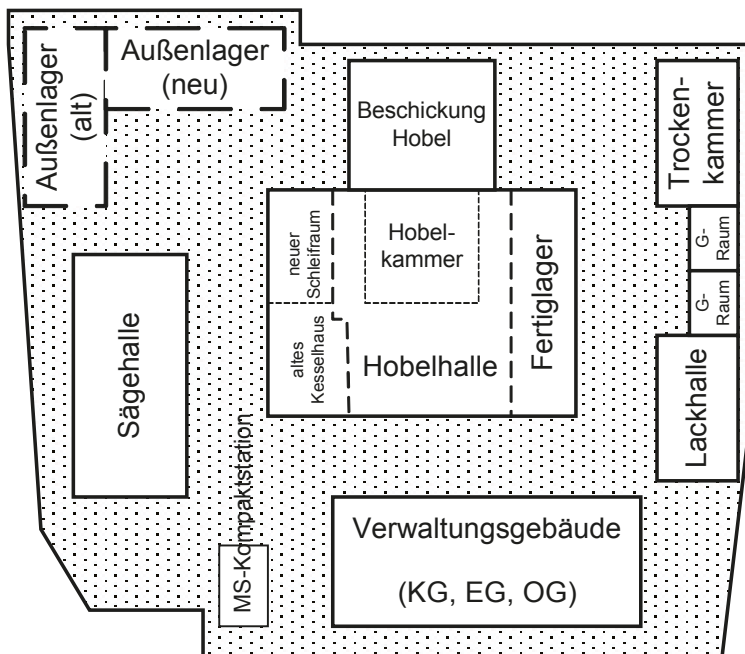 Außenlager
(alt)
Außenlager
(neu)
Beschickung
Hobel
Trocken-
kammer
neuer
Schleifraum
Hobel-
kammer
Fertiglager
G-
Raum
G-
Raum
Sägehalle
altes
Kesselhaus
Hobelhalle
Lackhalle
MS-Kompaktstation
Verwaltungsgebäude
(KG, EG, OG)